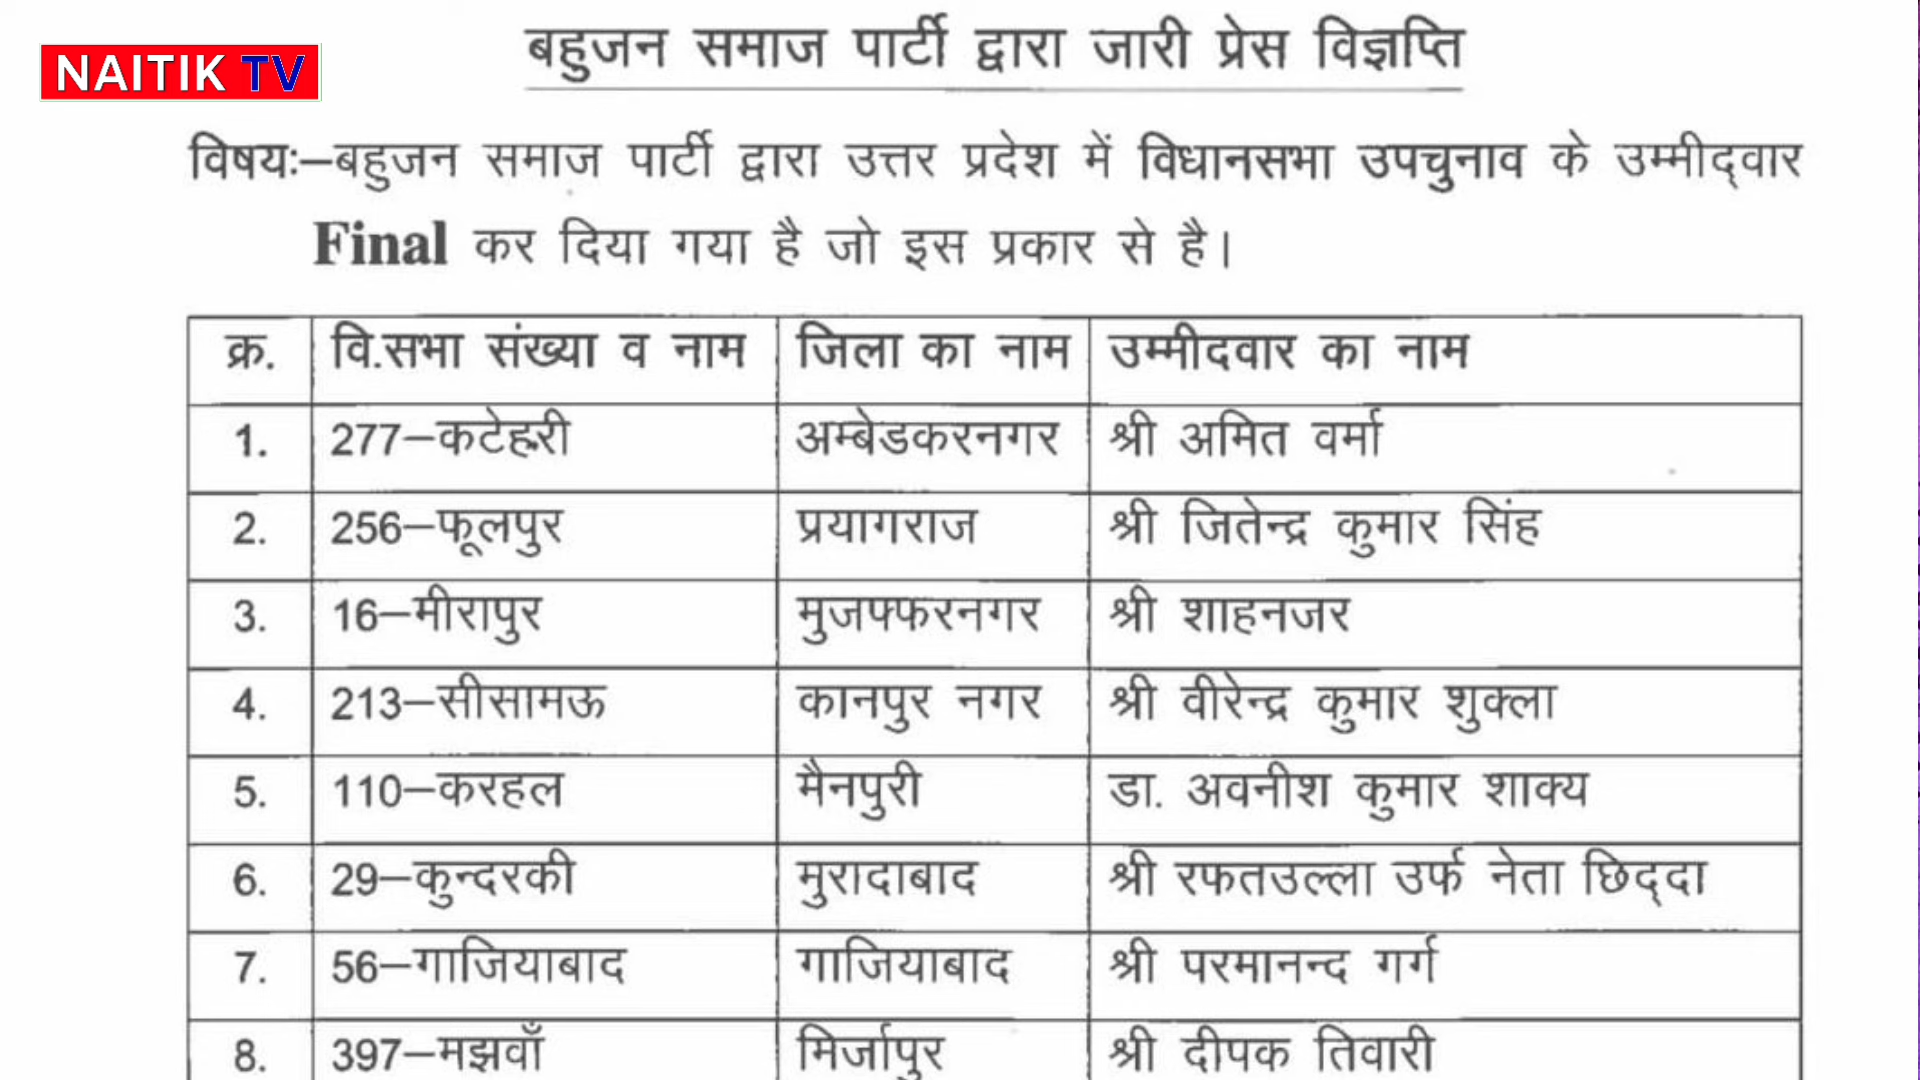 NAITIK TV
बहुजन समाज पार्टी द्वारा जारी प्रेस विज्ञप्ति
विषयः–बहुजन समाज पार्टी द्वारा उत्तर प्रदेश में विधानसभा उपचुनाव के उम्मीद्‌वार
Final कर दिया गया है जो इस प्रकार से है।
क्र. वि.सभा संख्या व नाम जिला का नाम उम्मीदवार का नाम
1. 277–कटेहरी अम्बेडकरनगर श्री अमित वर्मा
2. 256–फूलपुर प्रयागराज श्री जितेन्द्र कुमार सिंह
3. 16–मीरापुर मुजफ्फरनगर श्री शाहनजर
4. 213–सीसामऊ कानपुर नगर श्री वीरेन्द्र कुमार शुक्ला
5. 110–करहल मैनपुरी डा. अवनीश कुमार शाक्य
6. 29–कुन्दरकी मुरादाबाद श्री रफतउल्ला उर्फ नेता छिद्‌दा
7. 56–गाजियाबाद गाजियाबाद श्री परमानन्द गर्ग
8. 397–मझवाँ मिर्जापुर श्री दीपक तिवारी